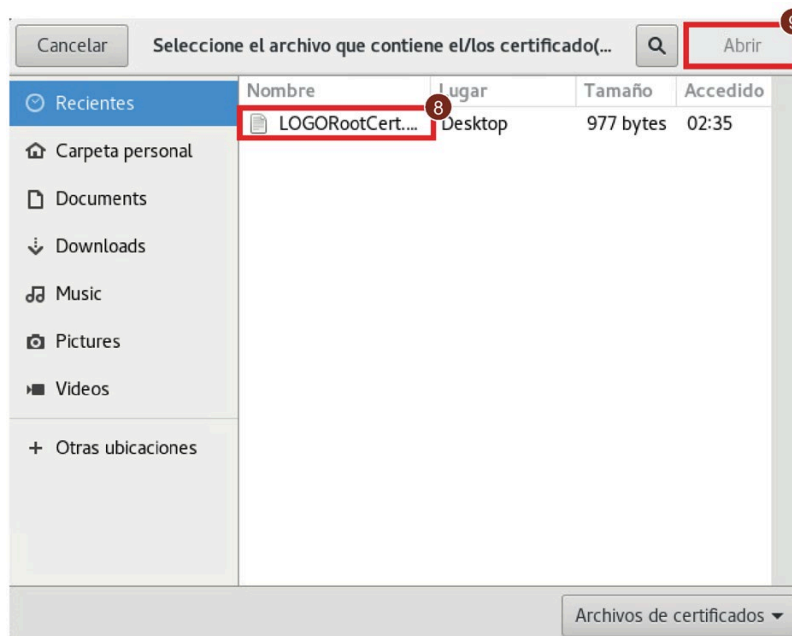 Cancelar Seleccione el archivo que contiene el/los certificado(... Abrir 9
Nombre Lugar Tamaño Accedido
Recientes
8
LOGORootCert.... Desktop 977 bytes 02:35
Carpeta personal
Documents
Downloads
Music
Pictures
Videos
+ Otras ubicaciones
Archivos de certificados